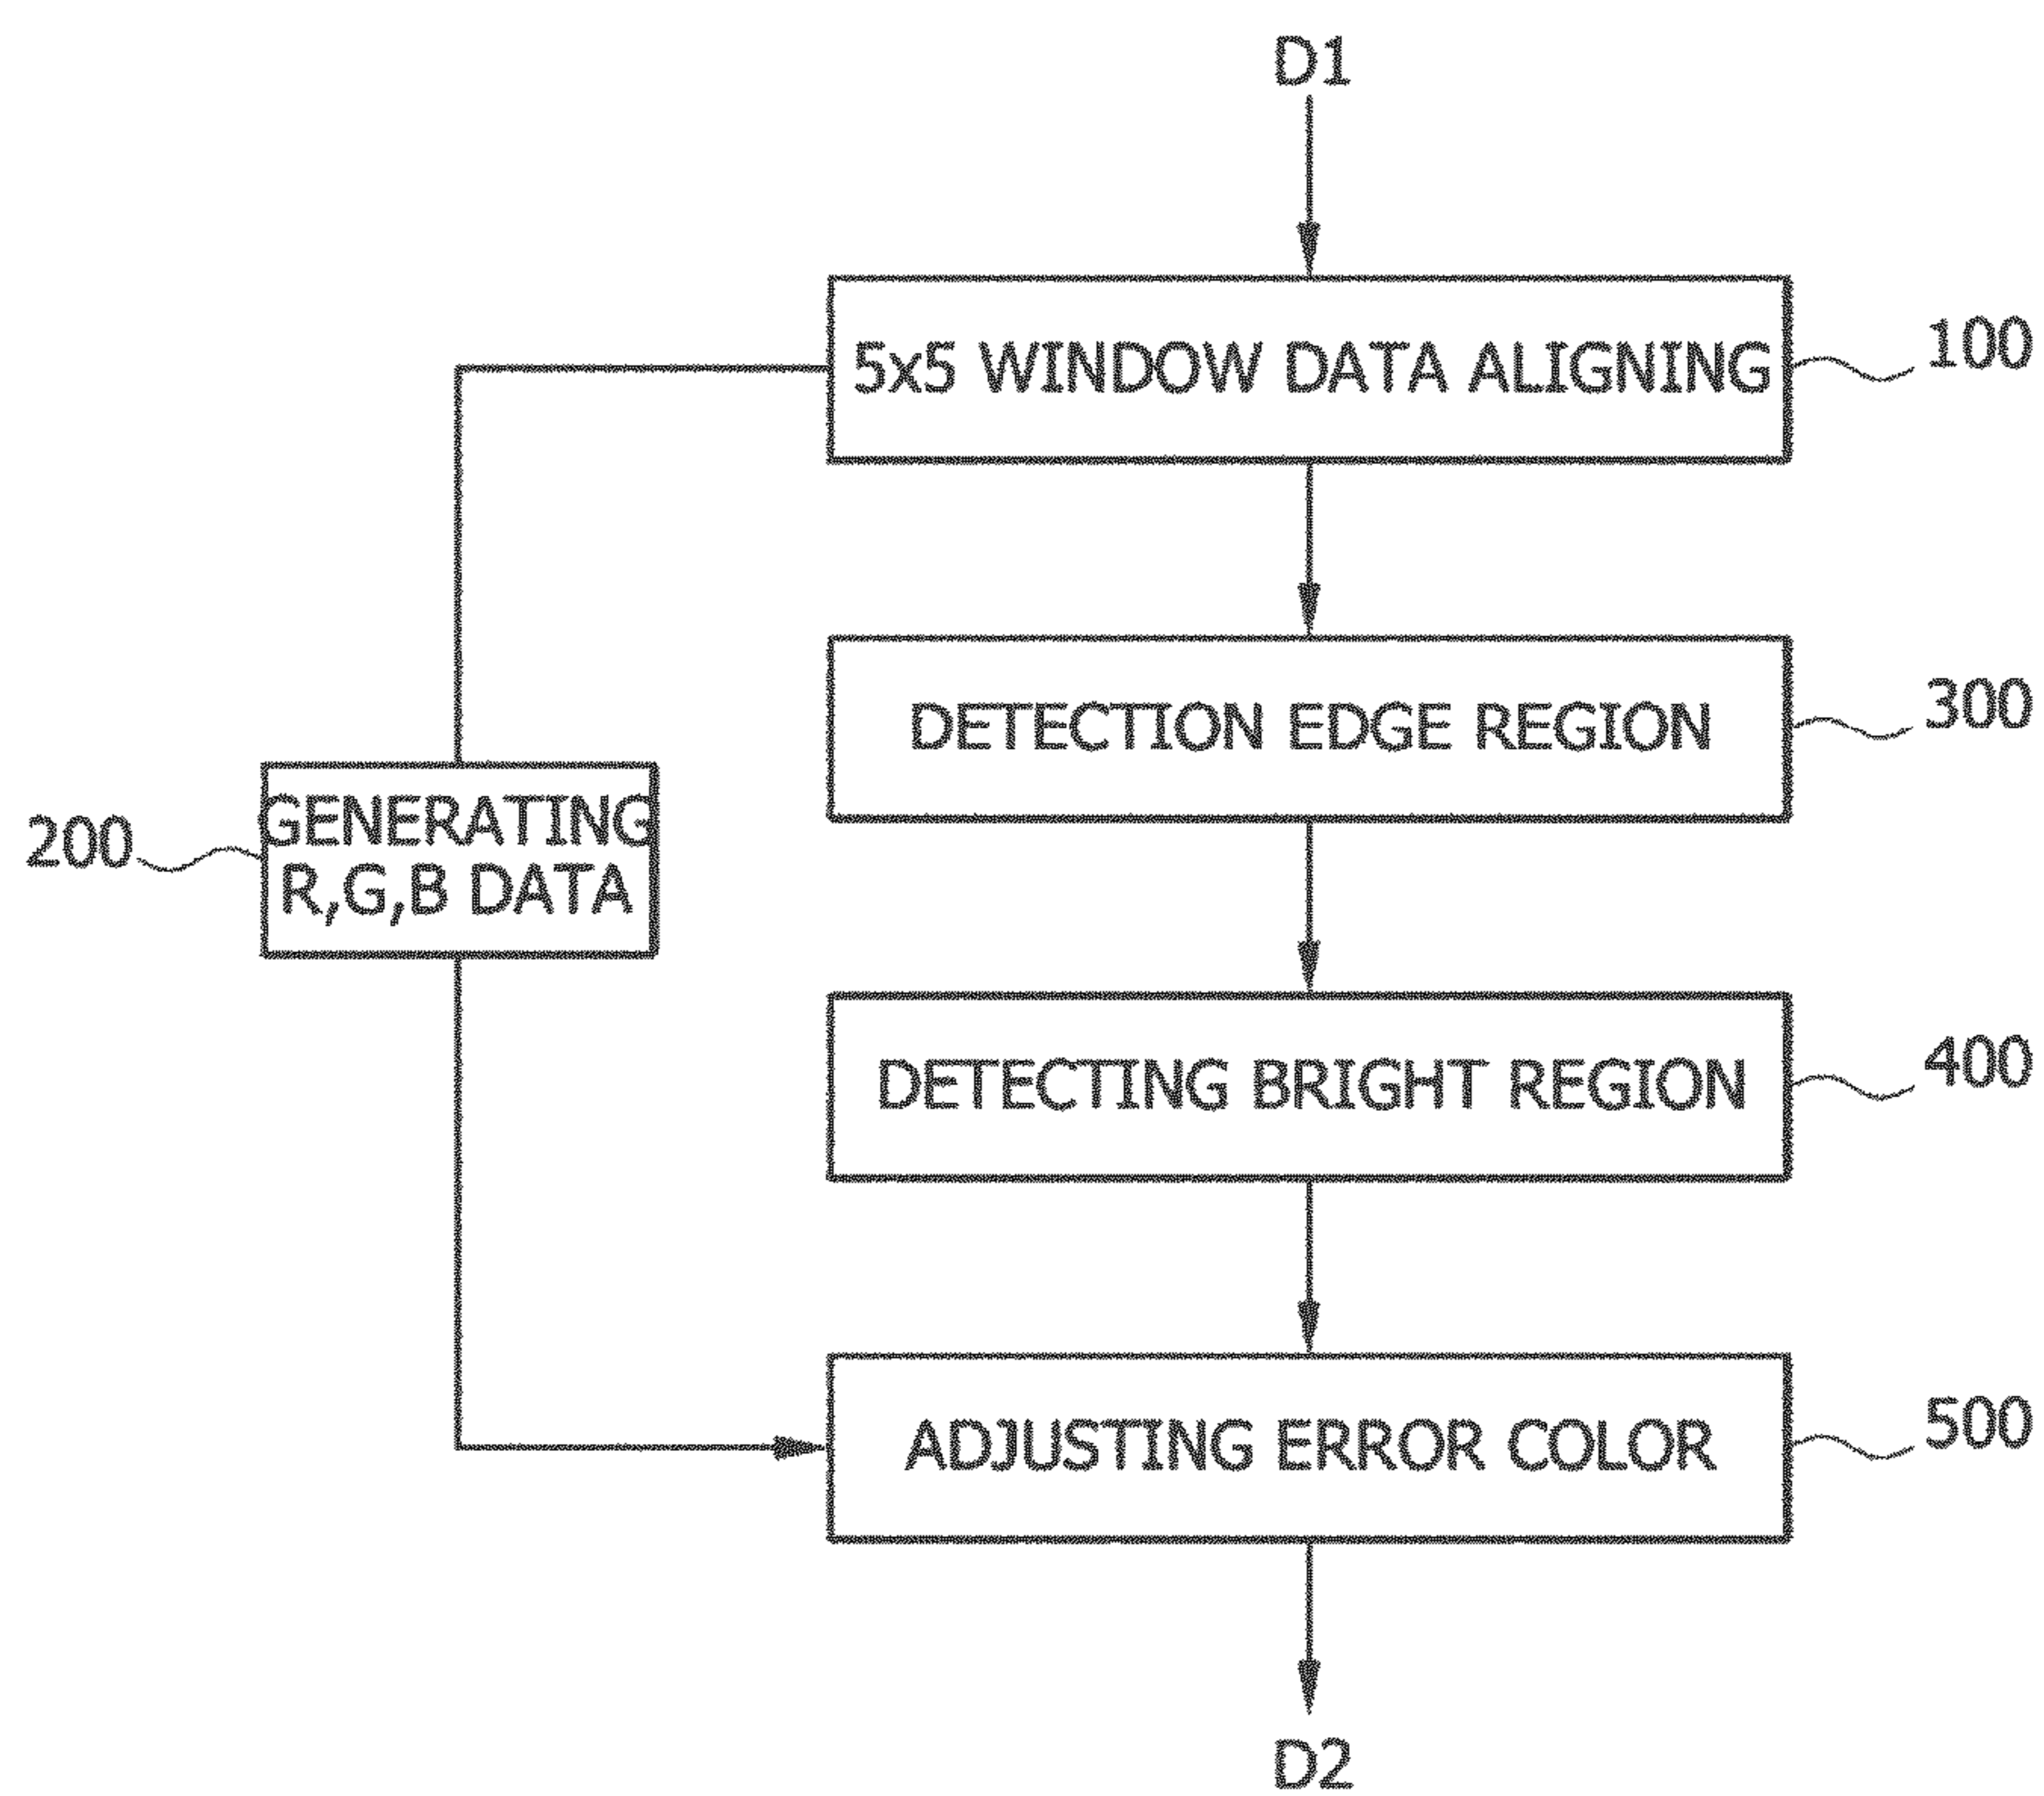 D1
5x5 WINDOW DATA ALIGNING
100
DETECTION EDGE REGION
300
GENERATING
R,G,B DATA
200
DETECTING BRIGHT REGION
400
ADJUSTING ERROR COLOR
500
D2